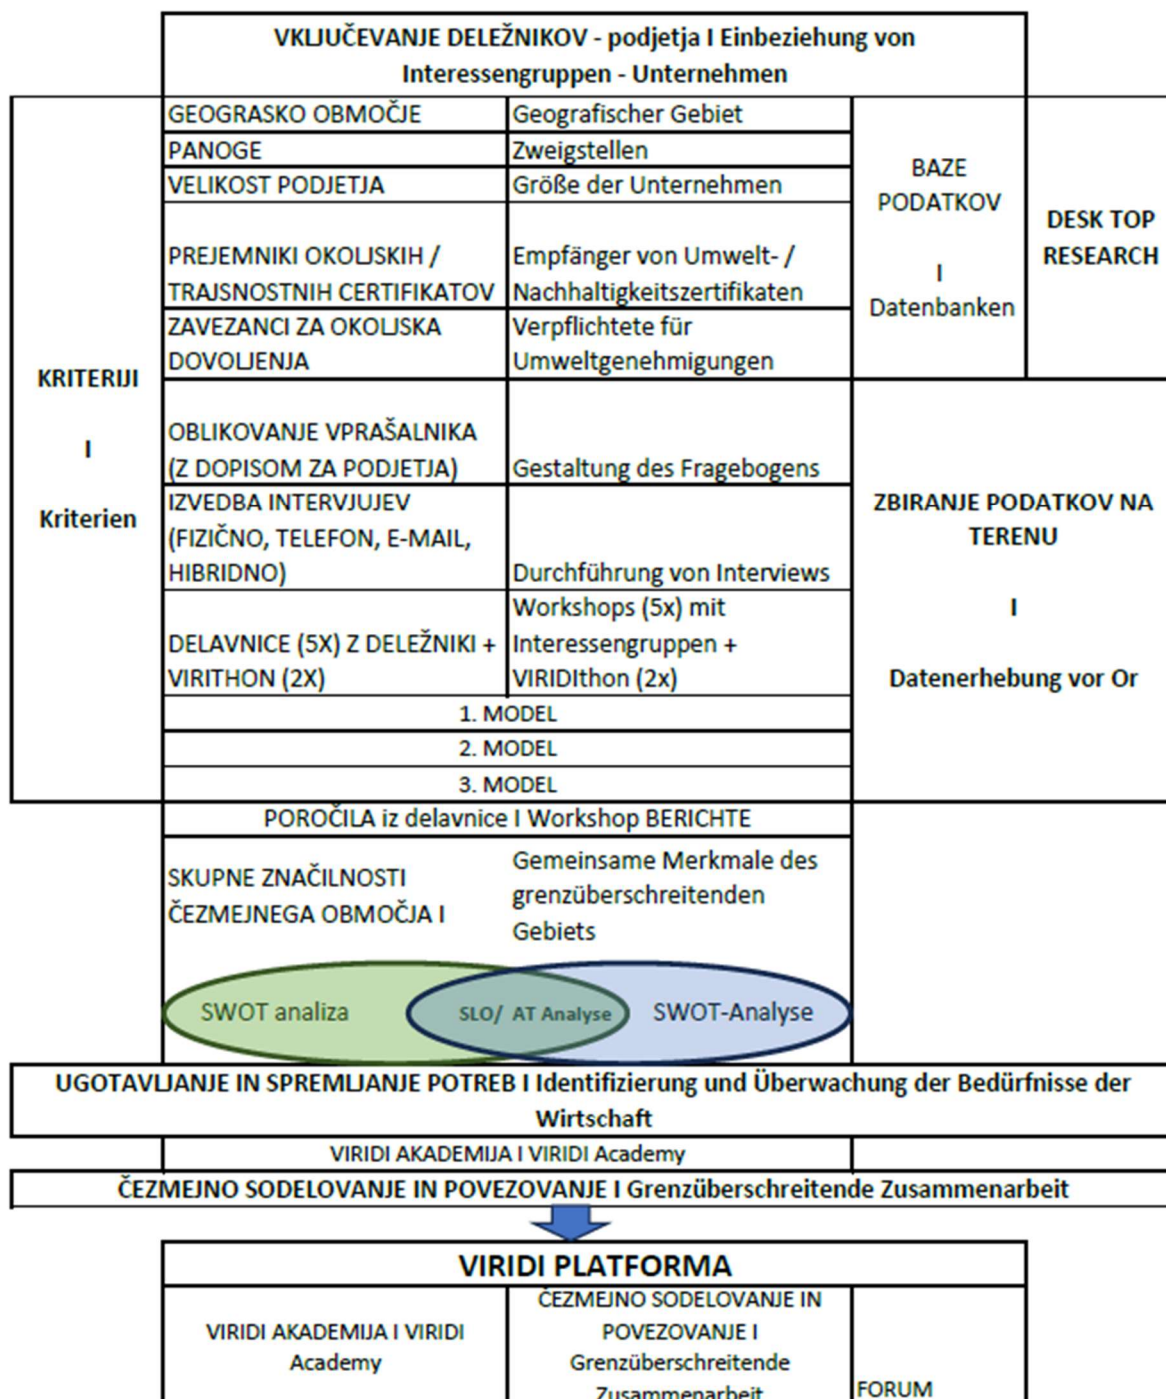 VKLJUČEVANJE DELEŽNIKOV - podjetja I Einbeziehung von
Interessengruppen - Unternehmen
KRITERIJI
I
Kriterien
GEOGRASKO OBMOČJE
Geografischer Gebiet
PANOGE
Zweigstellen
VELIKOST PODJETJA
Größe der Unternehmen
PREJEMNIKI OKOLJSKIH /
TRAJSNOSTNIH CERTIFIKATOV
Empfänger von Umwelt- /
Nachhaltigkeitszertifikaten
ZAVEZANCI ZA OKOLJSKA
DOVOLJENJA
Verpflichtete für
Umweltgenehmigungen
BAZE
PODATKOV
I
Datenbanken
DESK TOP
RESEARCH
OBLIKOVANJE VPRAŠALNIKA
(Z DOPISOM ZA PODJETJA)
Gestaltung des Fragebogens
IZVEDBA INTERVJUJEV
(FIZIČNO, TELEFON, E-MAIL,
HIBRIDNO)
Durchführung von Interviews
DELAVNICE (5X) Z DELEŽNIKI +
VIRITHON (2X)
Workshops (5x) mit
Interessengruppen +
VIRIDIthon (2x)
ZBIRANJE PODATKOV NA
TERENU
I
Datenerhebung vor Or
1. MODEL
2. MODEL
3. MODEL
POROČILA iz delavnice I Workshop BERICHTE
SKUPNE ZNAČILNOSTI
ČEZMEJNEGA OBMOČJA I
Gemeinsame Merkmale des
grenzüberschreitenden
Gebiets
SWOT analiza
SLO/ AT Analyse
SWOT-Analyse
UGOTAVLJANJE IN SPREMLJANJE POTREB I Identifizierung und Überwachung der Bedürfnisse der
Wirtschaft
VIRIDI AKADEMIJA I VIRIDI Academy
ČEZMEJNO SODELOVANJE IN POVEZOVANJE I Grenzüberschreitende Zusammenarbeit
VIRIDI PLATFORMA
VIRIDI AKADEMIJA I VIRIDI
Academy
ČEZMEJNO SODELOVANJE IN
POVEZOVANJE I
Grenzüberschreitende
Zusammenarbeit
FORUM